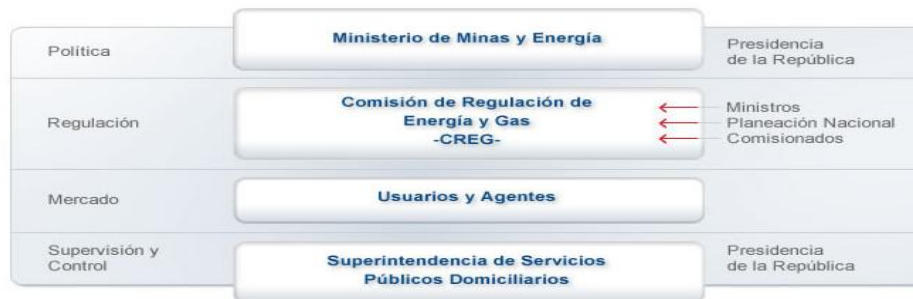 Política
Ministerio de Minas y Energía
Presidencia
de la República
Regulación
Comisión de Regulación de
Energía y Gas
-CREG-
Ministros
Planeación Nacional
Comisionados
Mercado
Usuarios y Agentes
Supervisión y
Control
Superintendencia de Servicios
Públicos Domiciliarios
Presidencia
de la República